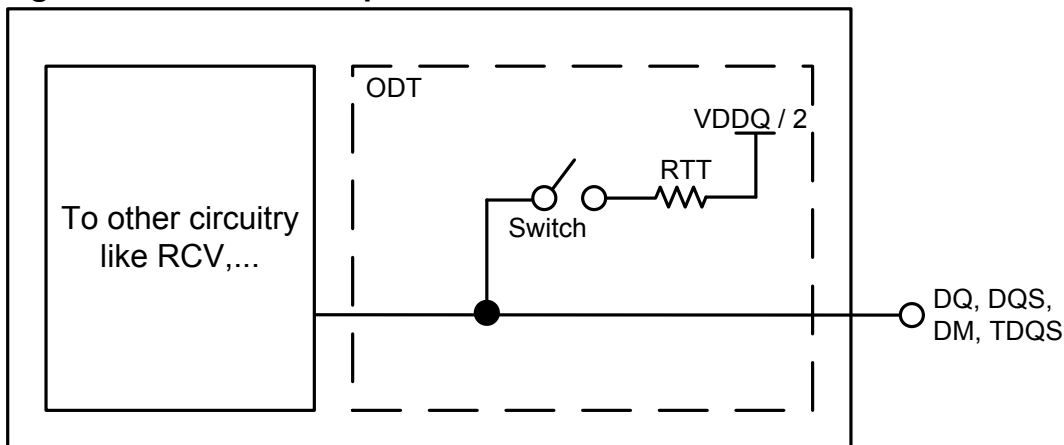 ODT
VDDQ / 2
RTT
Switch
To other circuitry
like RCV,...
DQ, DQS,
DM, TDQS